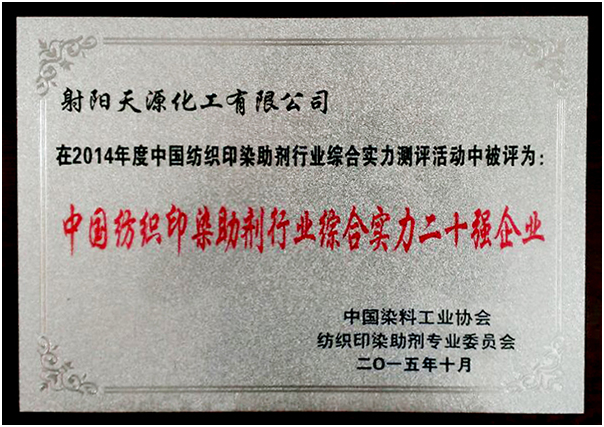 射阳天源化工有限公司
在2014年度中国纺织印染助剂行业综合实力测评活动中被评为：
中国纺织印染助剂行业综合实力二十强企业
中国染料工业协会
纺织印染助剂专业委员会
二〇一五年十月